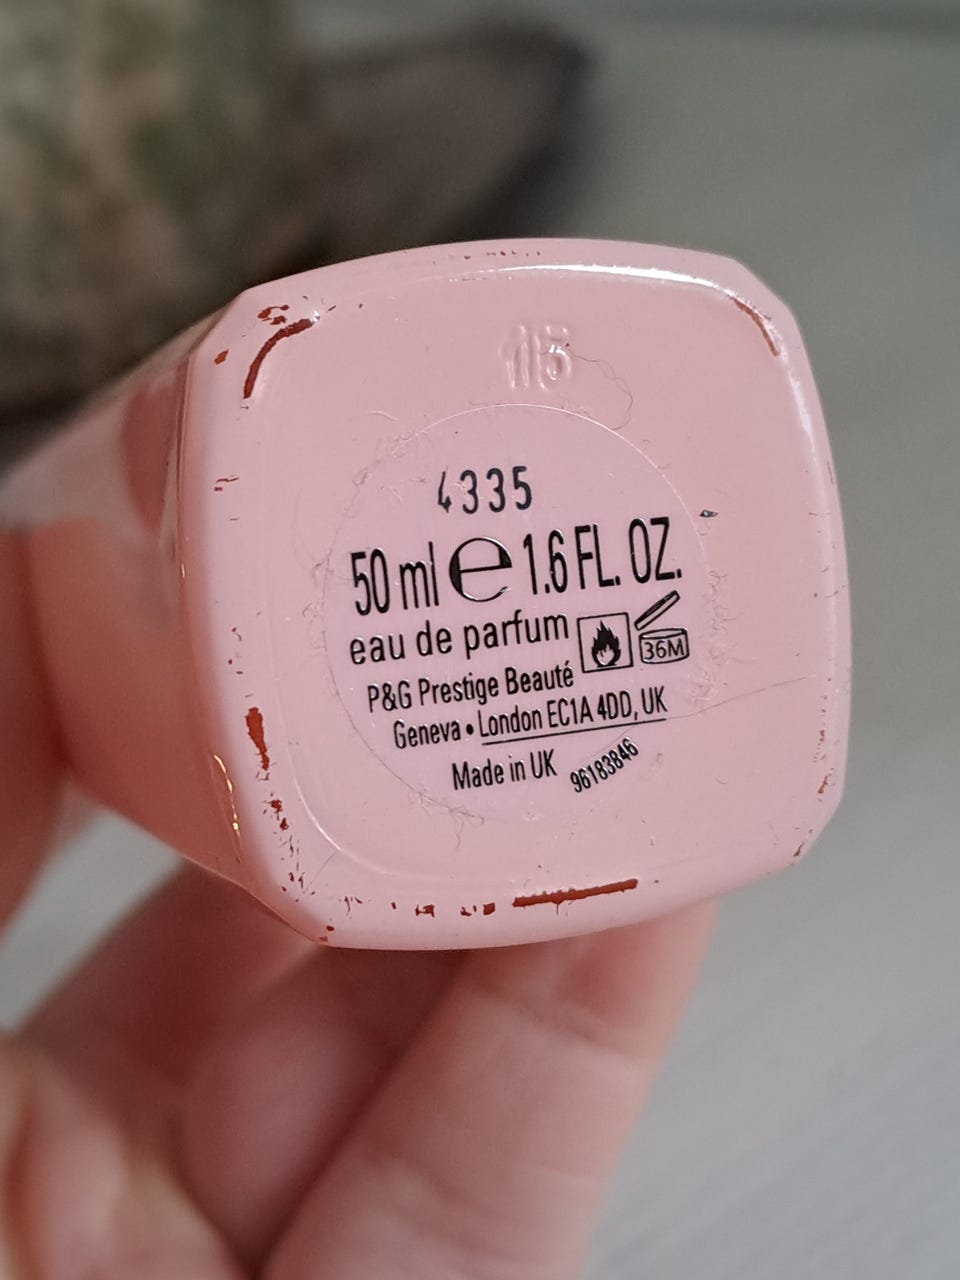 115
4335
50 ml e 1.6 FL. OZ.
eau de parfum
36M
P&G Prestige Beauté
Geneva • London EC1A 4DD, UK
Made in UK
96183846